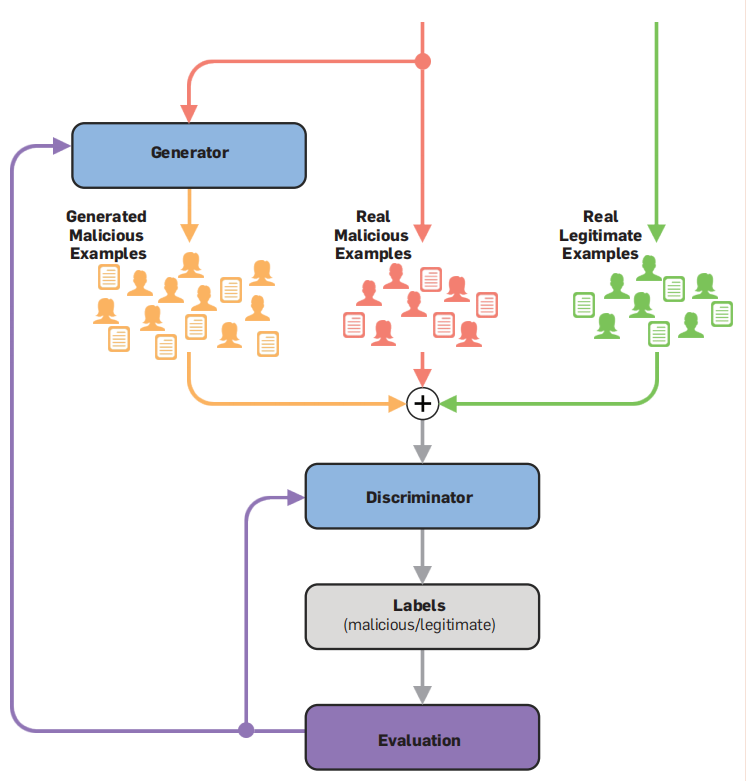 Generator
Generated
Malicious
Examples
Real
Malicious
Examples
Real
Legitimate
Examples
+
Discriminator
Labels
(malicious/legitimate)
Evaluation